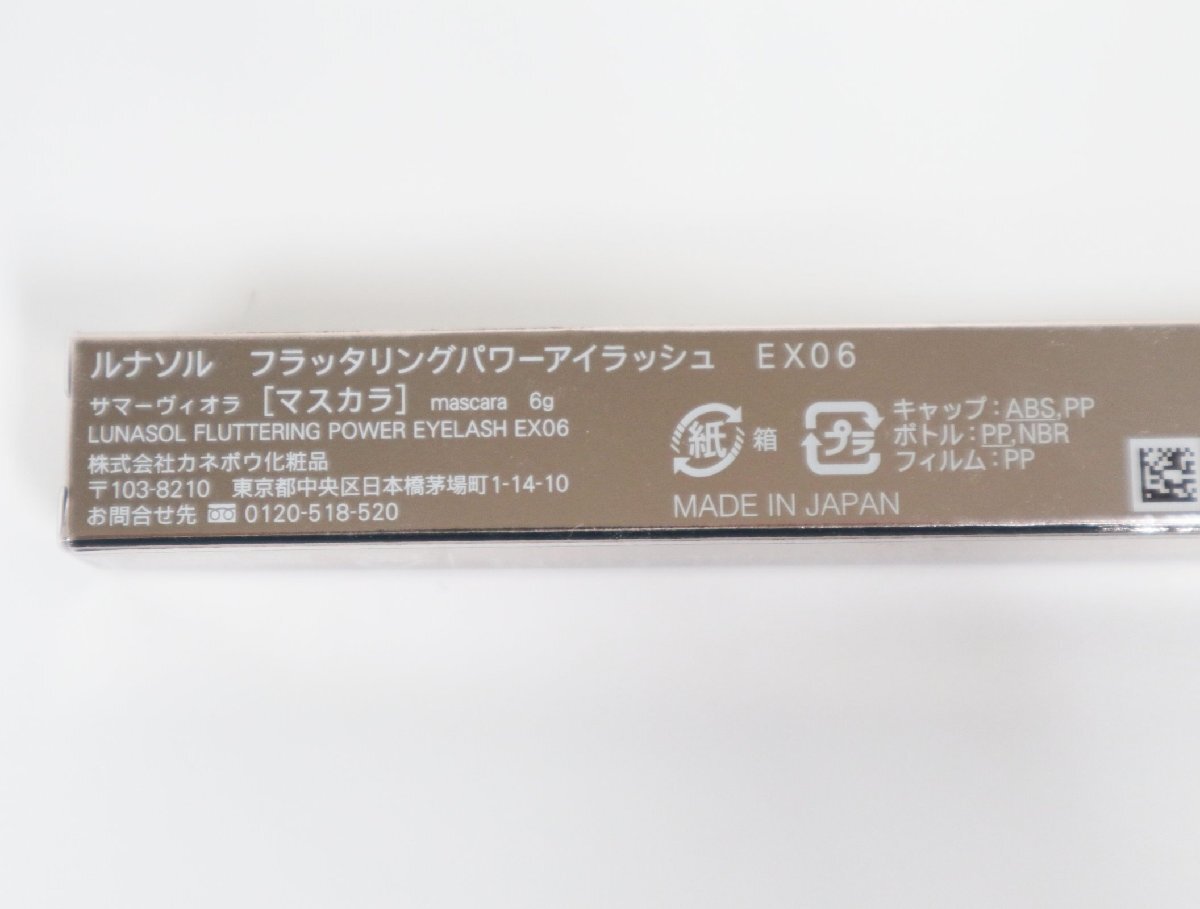 ルナソル フラッタリングパワーアイラッシュ EX06
サマーヴィオラ [マスカラ] mascara 6g
LUNASOL FLUTTERING POWER EYELASH EX06
株式会社カネボウ化粧品
〒103-8210 東京都中央区日本橋茅場町1-14-10
お問合せ先 0120-518-520
紙 箱
プラ
キャップ:ABS,PP
ボトル:PP,NBR
フィルム:PP
MADE IN JAPAN